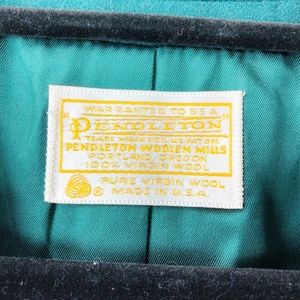 WARRANTED TO BE A
"PENDLETON"
TRADE MARK REG. U.S. PAT. OFF.
PENDLETON WOOLEN MILLS
PORTLAND, OREGON
100% VIRGIN WOOL
PURE VIRGIN WOOL
MADE IN U.S.A.